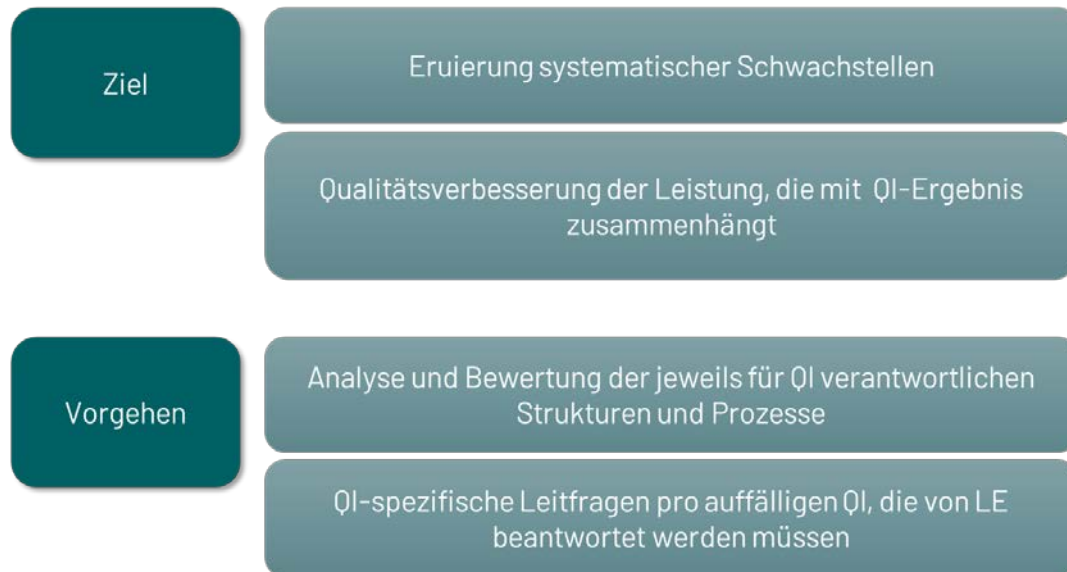 Ziel
Eruierung systematischer Schwachstellen
Qualitätsverbesserung der Leistung, die mit QI-Ergebnis
zusammenhängt
Vorgehen
Analyse und Bewertung der jeweils für QI verantwortlichen
Strukturen und Prozesse
QI-spezifische Leitfragen pro auffälligen QI, die von LE
beantwortet werden müssen